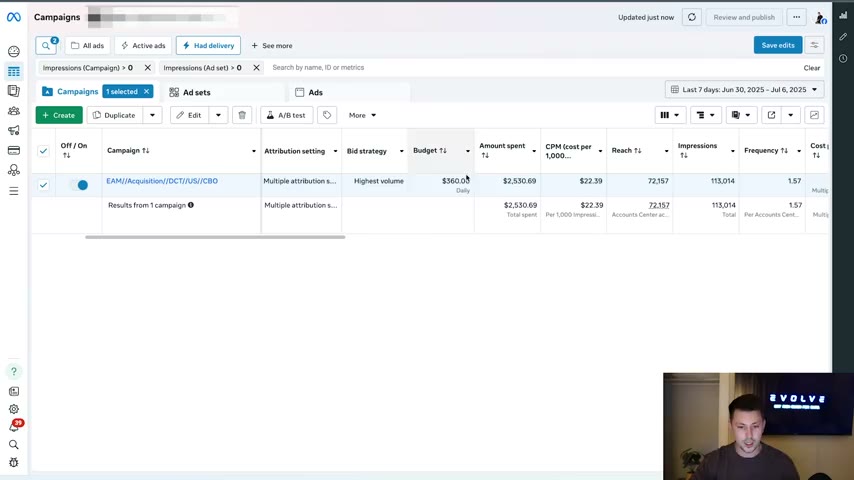 Campaigns
Updated just now
Review and publish
2
All ads
Active ads
Had delivery
+ See more
Save edits
Impressions (Campaign) > 0
Impressions (Ad set) > 0
Search by name, ID or metrics
Clear
Campaigns
1 selected
Ad sets
Ads
Last 7 days: Jun 30, 2025 - Jul 6, 2025
+ Create
Duplicate
Edit
A/B test
More
Off / On
Campaign
Attribution setting
Bid strategy
Budget
Amount spent
CPM (cost per 1,000...
Reach
Impressions
Frequency
Cost
EAM//Acquisition//DCT//US//CBO
Multiple attribution s...
Highest volume
$360.00
Daily
$2,530.69
$22.39
72,157
113,014
1.57
Multip
Results from 1 campaign
Multiple attribution s...
$2,530.69
Total spent
$22.39
Per 1,000 Impressi...
72,157
Accounts Center ac...
113,014
Total
1.57
Per Accounts Cent...
39
EVOLVE